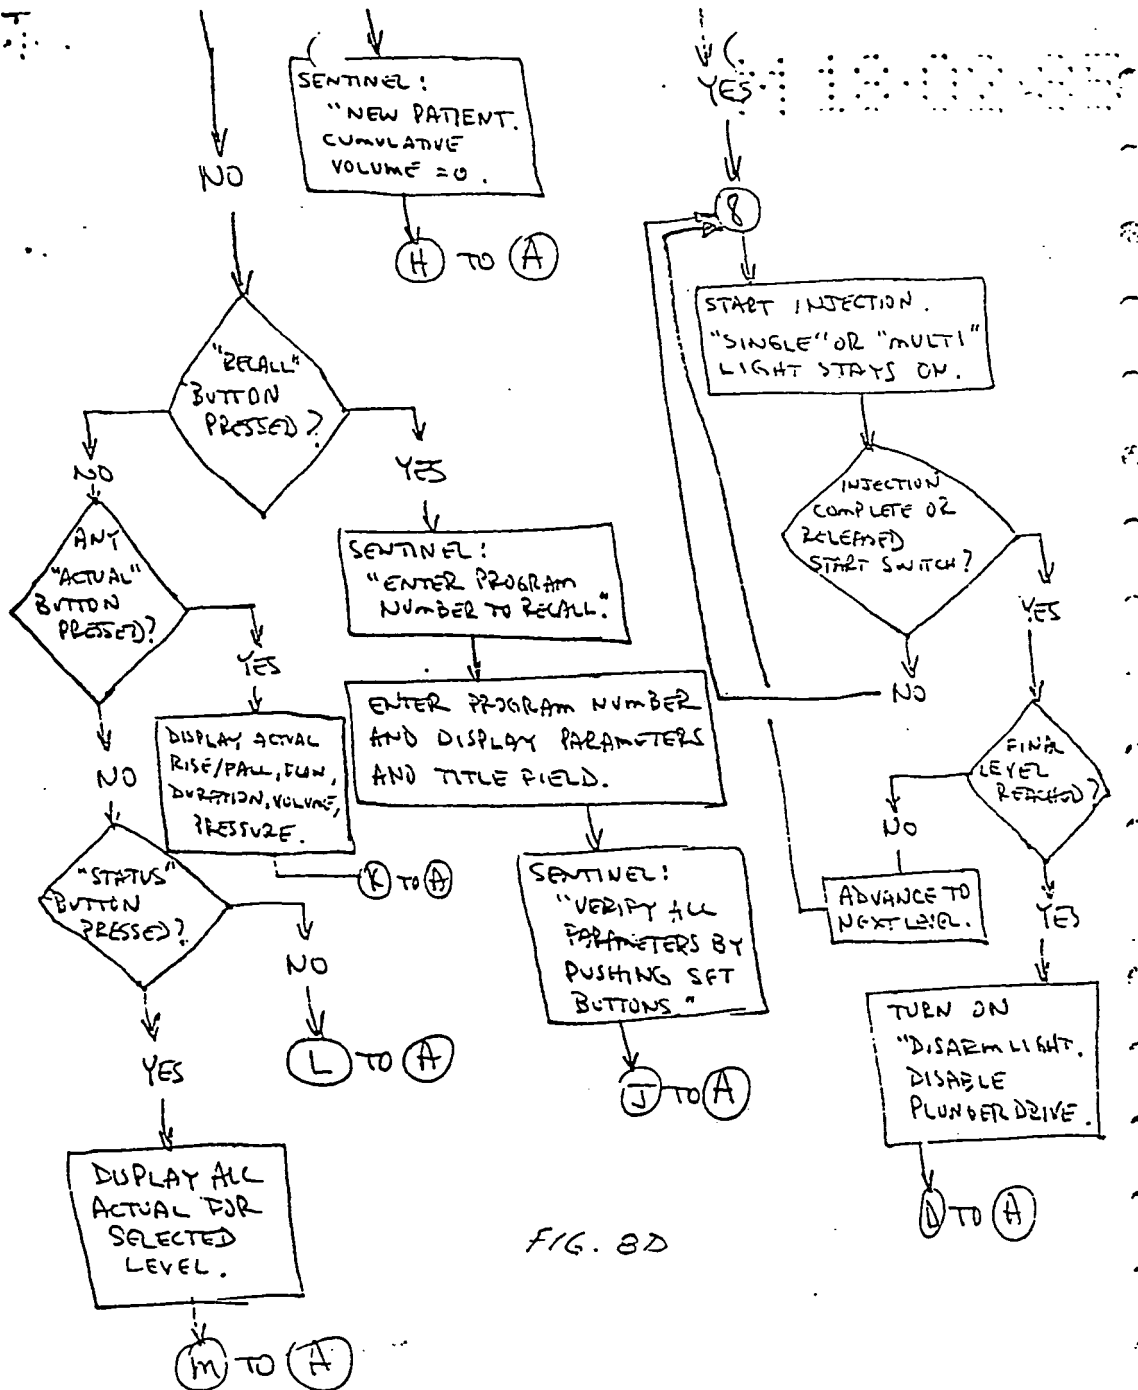 NO
SENTINEL:
"NEW PATIENT.
CUMULATIVE
VOLUME = 0.
H TO A
YES
8
START INJECTION.
"SINGLE" OR "MULTI"
LIGHT STAYS ON.
"RECALL"
BUTTON
PRESSED?
NO
YES
INJECTION
COMPLETE OR
RELEASED
START SWITCH?
NO
YES
ANY
"ACTUAL"
BUTTON
PRESSED?
YES
NO
SENTINEL:
"ENTER PROGRAM
NUMBER TO RECALL."
ENTER PROGRAM NUMBER
AND DISPLAY PARAMETERS
AND TITLE FIELD.
DISPLAY ACTUAL
RISE/FALL, FLOW,
DURATION, VOLUME,
PRESSURE.
K TO A
FINAL
LEVEL
REACHED?
NO
YES
ADVANCE TO
NEXT LEVEL.
"STATUS"
BUTTON
PRESSED?
NO
L TO A
YES
SENTINEL:
"VERIFY ALL
PARAMETERS BY
PUSHING SET
BUTTONS."
J TO A
TURN ON
"DISARM LIGHT.
DISABLE
PLUNGER DRIVE.
D TO A
DISPLAY ALL
ACTUAL FOR
SELECTED
LEVEL.
M TO A
FIG. 8D